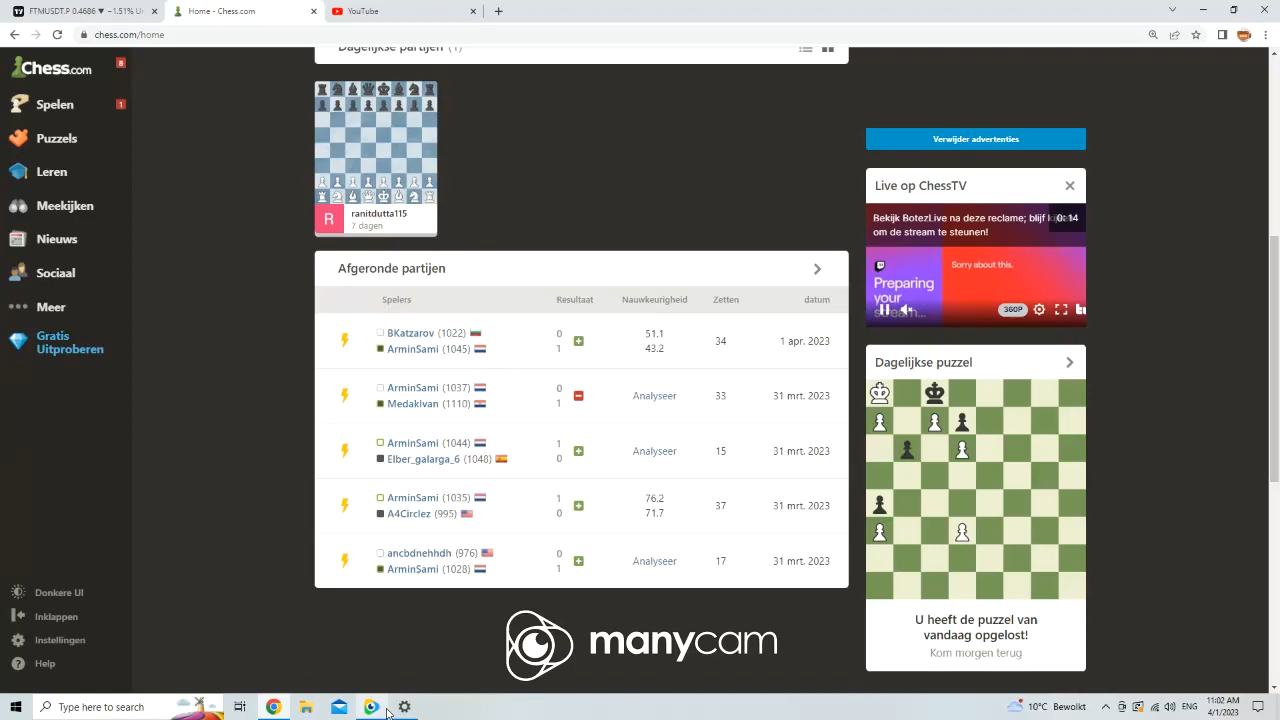 FTMUSDT.P 0.4686 ▼ −1.51% U
Home - Chess.com
YouTube
chess.com/home
Chess.com
8
Spelen
1
Puzzels
Leren
Meekijken
Nieuws
Sociaal
Meer
Gratis
Uitproberen
Donkere UI
Inklappen
Instellingen
Help
Dagelijkse partijen (1)
R
ranitdutta115
7 dagen
Afgeronde partijen
Spelers Resultaat Nauwkeurigheid Zetten datum
BKatzarov (1022) 0 51.1
ArminSami (1045) 1 43.2
34 1 apr. 2023
ArminSami (1037) 0
MedakIvan (1110) 1
Analyseer 33 31 mrt. 2023
ArminSami (1044) 1
Elber_galarga_6 (1048) 0
Analyseer 15 31 mrt. 2023
ArminSami (1035) 1 76.2
A4Circlez (995) 0 71.7
37 31 mrt. 2023
ancbdnehhdh (976) 0
ArminSami (1028) 1
Analyseer 17 31 mrt. 2023
manycam
Verwijder advertenties
Live op ChessTV
Bekijk BotezLive na deze reclame; blijf
0:14
om de stream te steunen!
Sorry about this.
Preparing
your
stream...
360P
Dagelijkse puzzel
U heeft de puzzel van
vandaag opgelost!
Kom morgen terug
Type here to search
10°C Bewolkt
11:02 AM
4/1/2023